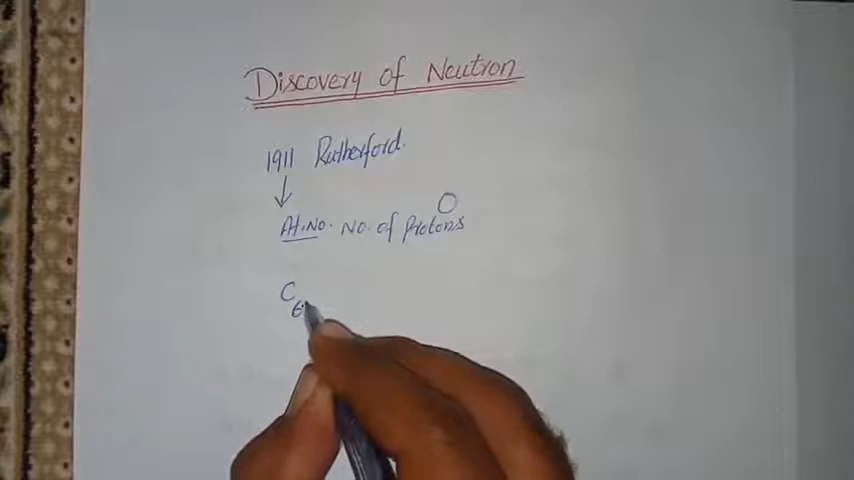 Discovery of Neutron
1911 Rutherford.
↓
At.No. No. of Protons
C
6